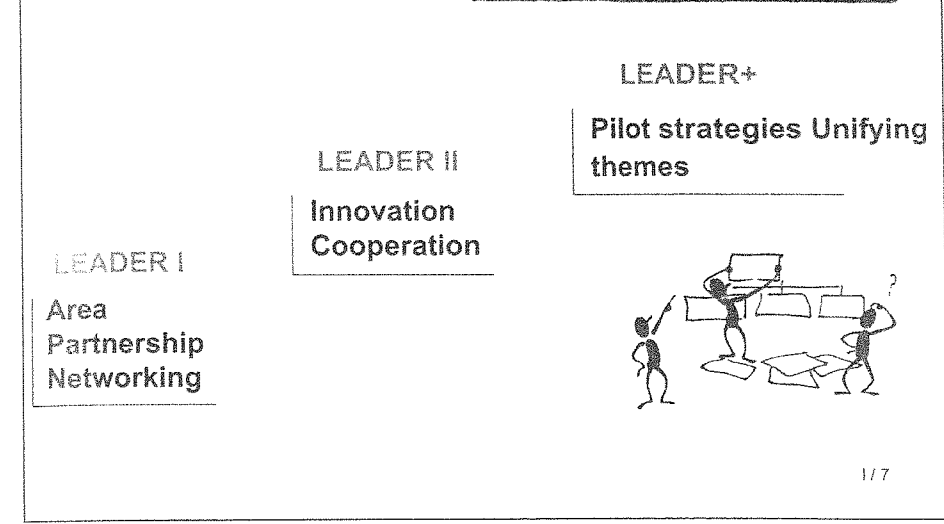 LEADER+
Pilot strategies Unifying
themes
LEADER II
Innovation
Cooperation
LEADER I
Area
Partnership
Networking
?
1/7